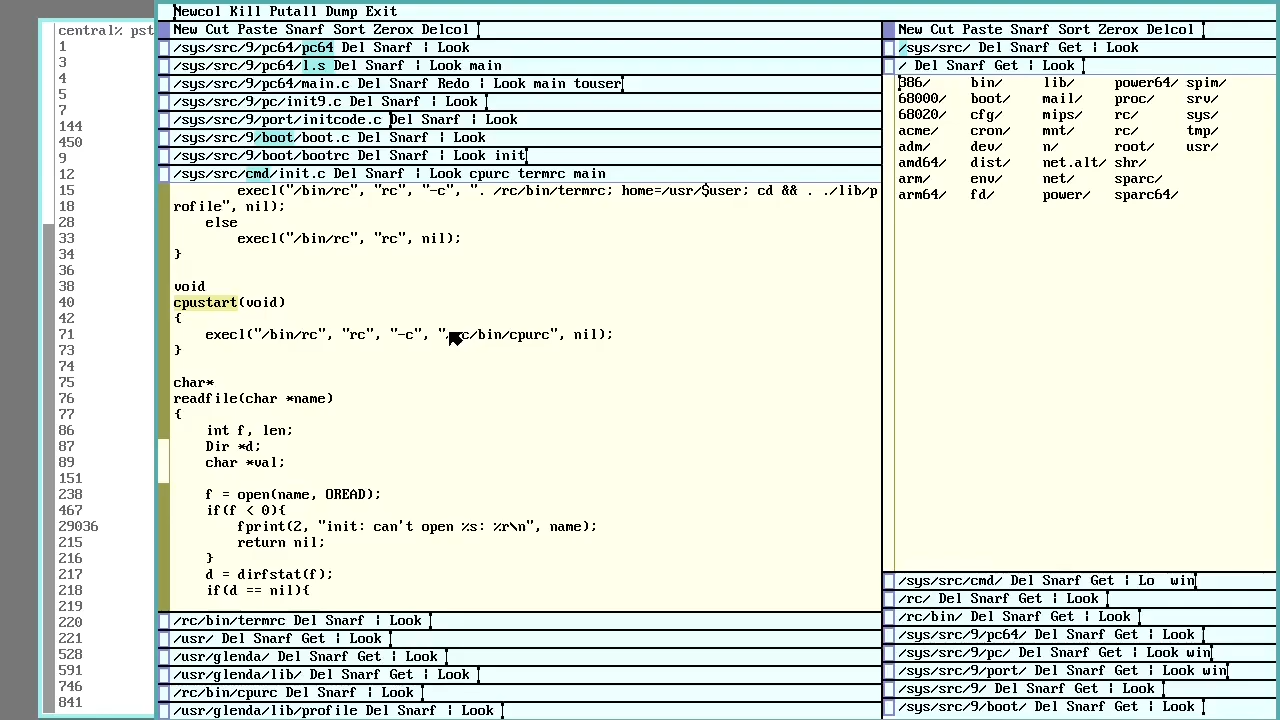 central% pst
1
3
4
5
7
144
450
9
12
15
18
28
33
34
36
38
40
42
71
73
74
75
76
77
86
87
89
151
238
467
29036
215
216
217
218
219
220
221
528
591
746
841
Newcol Kill Putall Dump Exit
New Cut Paste Snarf Sort Zerox Delcol
/sys/src/9/pc64/pc64 Del Snarf | Look
/sys/src/9/pc64/l.s Del Snarf | Look main
/sys/src/9/pc64/main.c Del Snarf Redo | Look main touser
/sys/src/9/pc/init9.c Del Snarf | Look
/sys/src/9/port/initcode.c Del Snarf | Look
/sys/src/9/boot/boot.c Del Snarf | Look
/sys/src/9/boot/bootrc Del Snarf | Look init
/sys/src/cmd/init.c Del Snarf | Look cpurc termrc main
execl("/bin/rc", "rc", "-c", ". /rc/bin/termrc; home=/usr/$user; cd && . ./lib/p
rofile", nil);
else
execl("/bin/rc", "rc", nil);
}
void
cpustart(void)
{
execl("/bin/rc", "rc", "-c", ". /rc/bin/cpurc", nil);
}
char*
readfile(char *name)
{
int f, len;
Dir *d;
char *val;
f = open(name, OREAD);
if(f < 0){
fprint(2, "init: can't open %s: %r\n", name);
return nil;
}
d = dirfstat(f);
if(d == nil){
/rc/bin/termrc Del Snarf | Look
/usr/ Del Snarf Get | Look
/usr/glenda/ Del Snarf Get | Look
/usr/glenda/lib/ Del Snarf Get | Look
/rc/bin/cpurc Del Snarf | Look
/usr/glenda/lib/profile Del Snarf | Look
New Cut Paste Snarf Sort Zerox Delcol
/sys/src/ Del Snarf Get | Look
/ Del Snarf Get | Look
386/ bin/ lib/ power64/ spim/
68000/ boot/ mail/ proc/ srv/
68020/ cfg/ mips/ rc/ sys/
acme/ cron/ mnt/ rc/ tmp/
adm/ dev/ n/ root/ usr/
amd64/ dist/ net.alt/ shr/
arm/ env/ net/ sparc/
arm64/ fd/ power/ sparc64/
/sys/src/cmd/ Del Snarf Get | Lo win
/rc/ Del Snarf Get | Look
/rc/bin/ Del Snarf Get | Look
/sys/src/9/pc64/ Del Snarf Get | Look
/sys/src/9/pc/ Del Snarf Get | Look win
/sys/src/9/port/ Del Snarf Get | Look win
/sys/src/9/ Del Snarf Get | Look
/sys/src/9/boot/ Del Snarf Get | Look